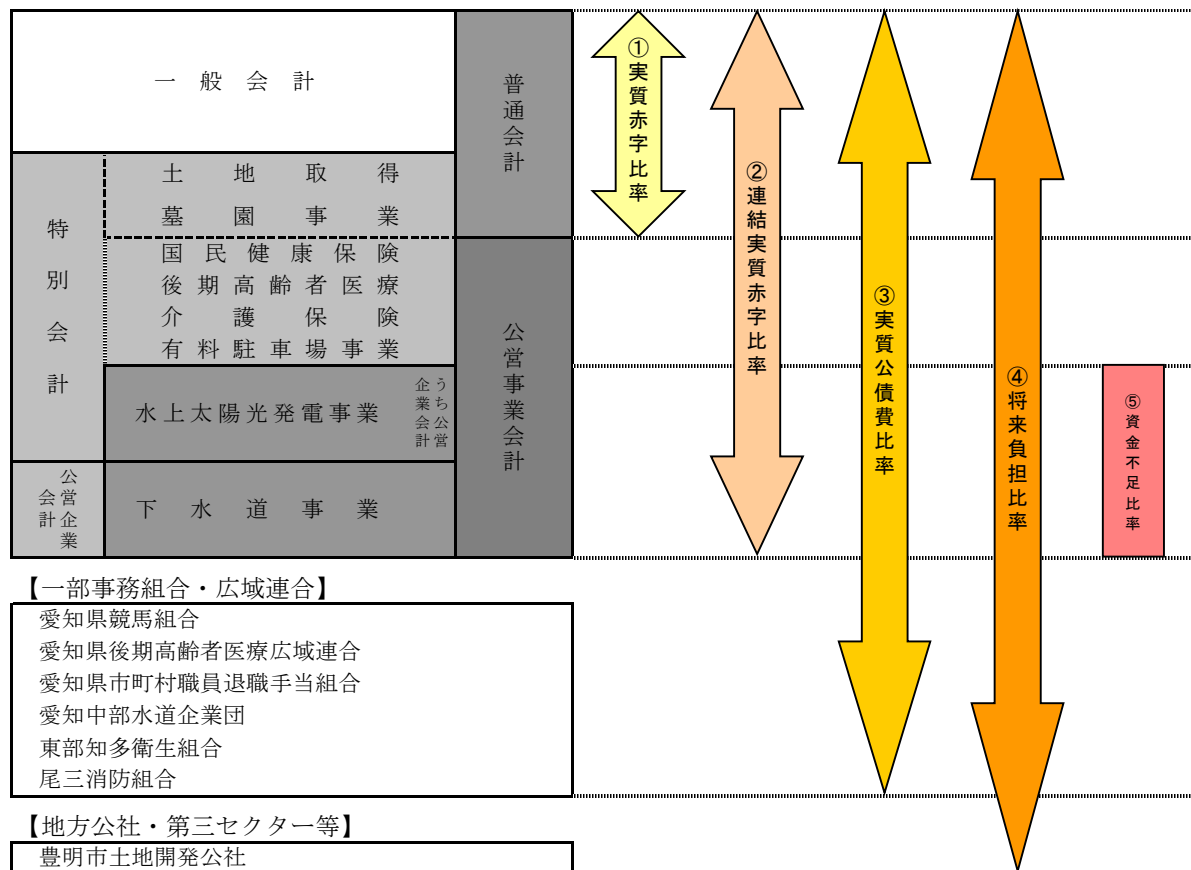 一般会計
普通会計
特別会計
土地取得
墓園事業
国民健康保険
後期高齢者医療
介護保険
有料駐車場事業
水上太陽光発電事業
うち公営
企業会計
公営事業会計
公営企業
会計
下水道事業
①実質赤字比率
②連結実質赤字比率
③実質公債費比率
④将来負担比率
⑤資金不足比率
【一部事務組合・広域連合】
愛知県競馬組合
愛知県後期高齢者医療広域連合
愛知県市町村職員退職手当組合
愛知中部水道企業団
東部知多衛生組合
尾三消防組合
【地方公社・第三セクター等】
豊明市土地開発公社